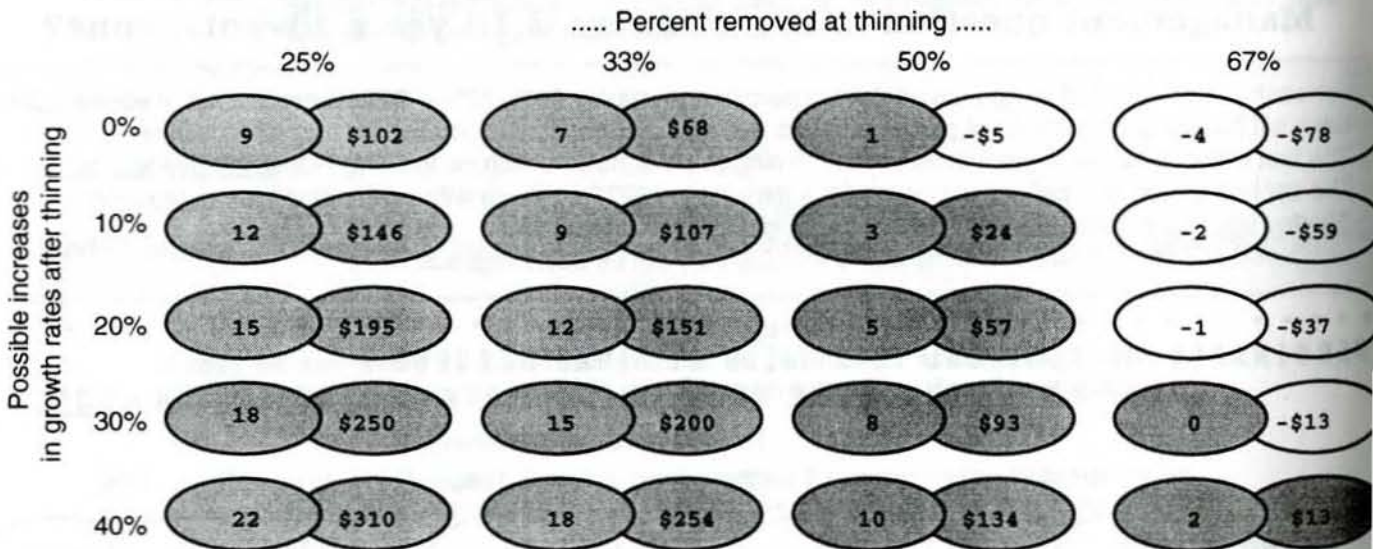 ..... Percent removed at thinning .....
25% 33% 50% 67%
Possible increases
in growth rates after thinning
0% 9 $102 7 $68 1 -$5 -4 -$78
10% 12 $146 9 $107 3 $24 -2 -$59
20% 15 $195 12 $151 5 $57 -1 -$37
30% 18 $250 15 $200 8 $93 0 -$13
40% 22 $310 18 $254 10 $134 2 $13